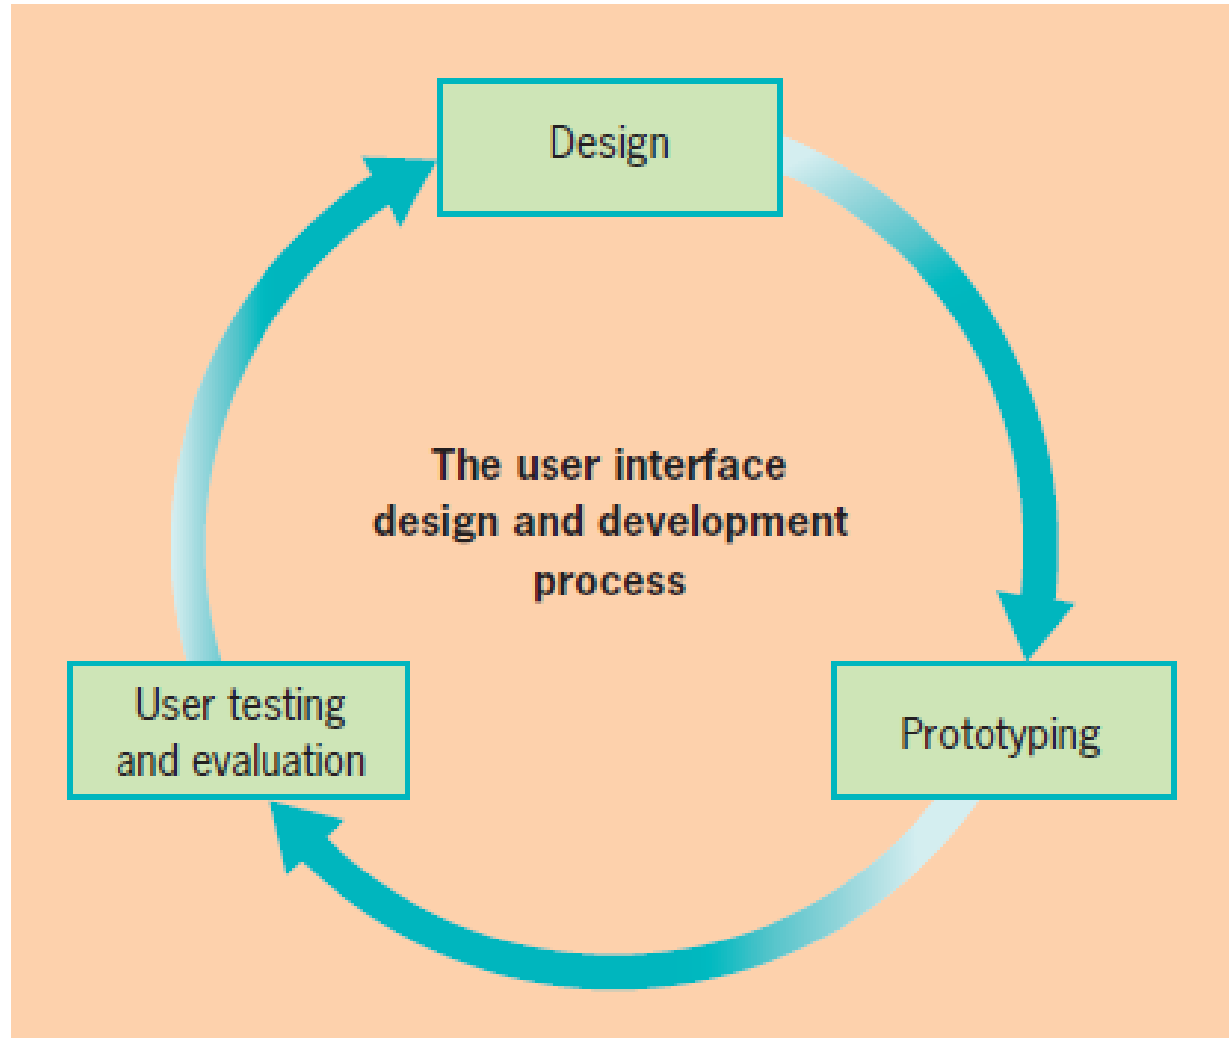 Design
The user interface
design and development
process
User testing
and evaluation
Prototyping